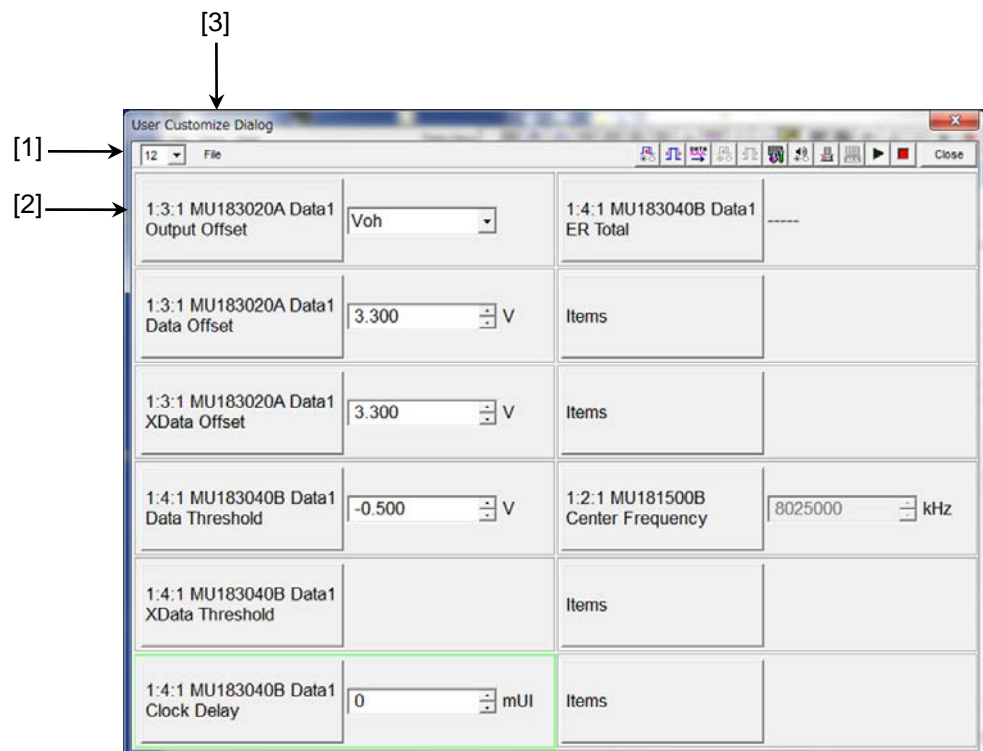 [3]
User Customize Dialog
[1]
12 File Close
[2]
1:3:1 MU183020A Data1
Output Offset
Voh
1:4:1 MU183040B Data1
ER Total
-----
1:3:1 MU183020A Data1
Data Offset
3.300 V
Items
1:3:1 MU183020A Data1
XData Offset
3.300 V
Items
1:4:1 MU183040B Data1
Data Threshold
-0.500 V
1:2:1 MU181500B
Center Frequency
8025000 kHz
1:4:1 MU183040B Data1
XData Threshold
Items
1:4:1 MU183040B Data1
Clock Delay
0 mUI
Items